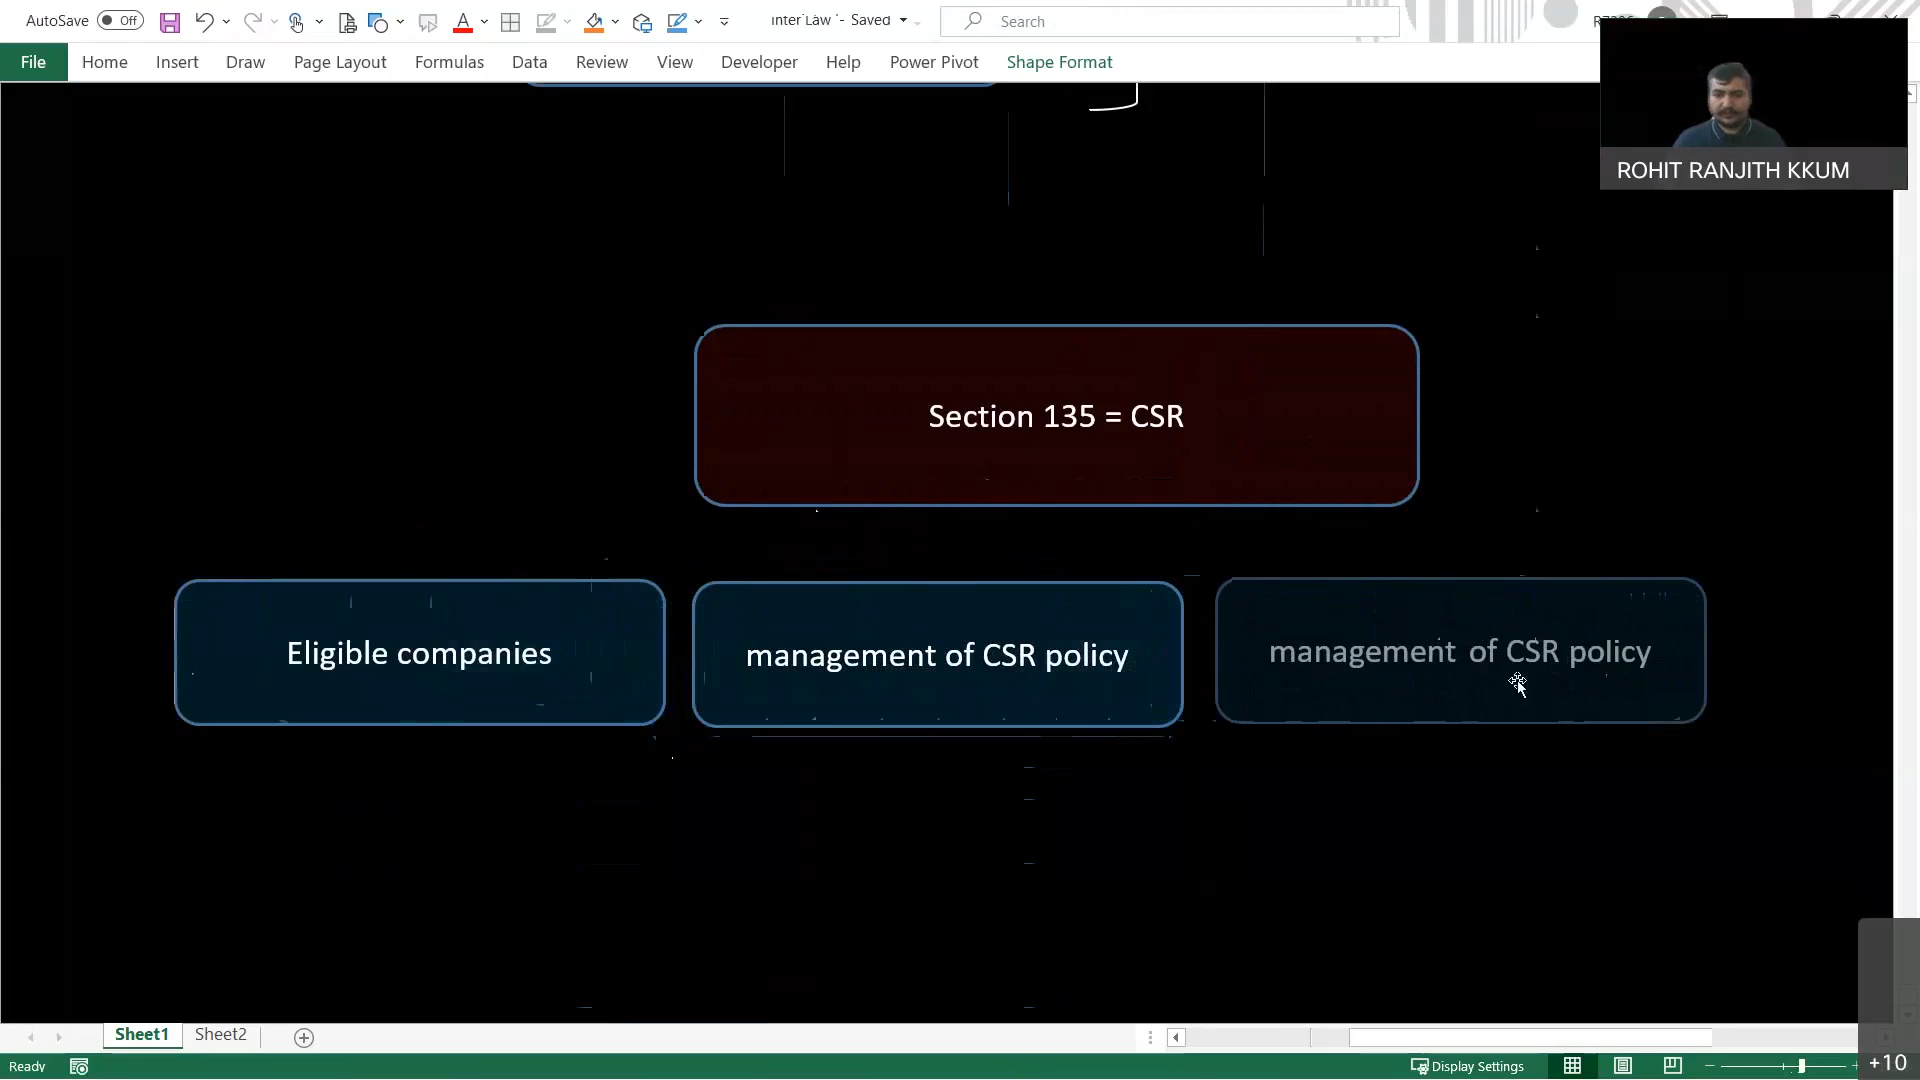 AutoSave Off inter Law - Saved Search
File Home Insert Draw Page Layout Formulas Data Review View Developer Help Power Pivot Shape Format
ROHIT RANJITH KKUM
Section 135 = CSR
Eligible companies
management of CSR policy
management of CSR policy
Sheet1 Sheet2
Ready Display Settings
+10